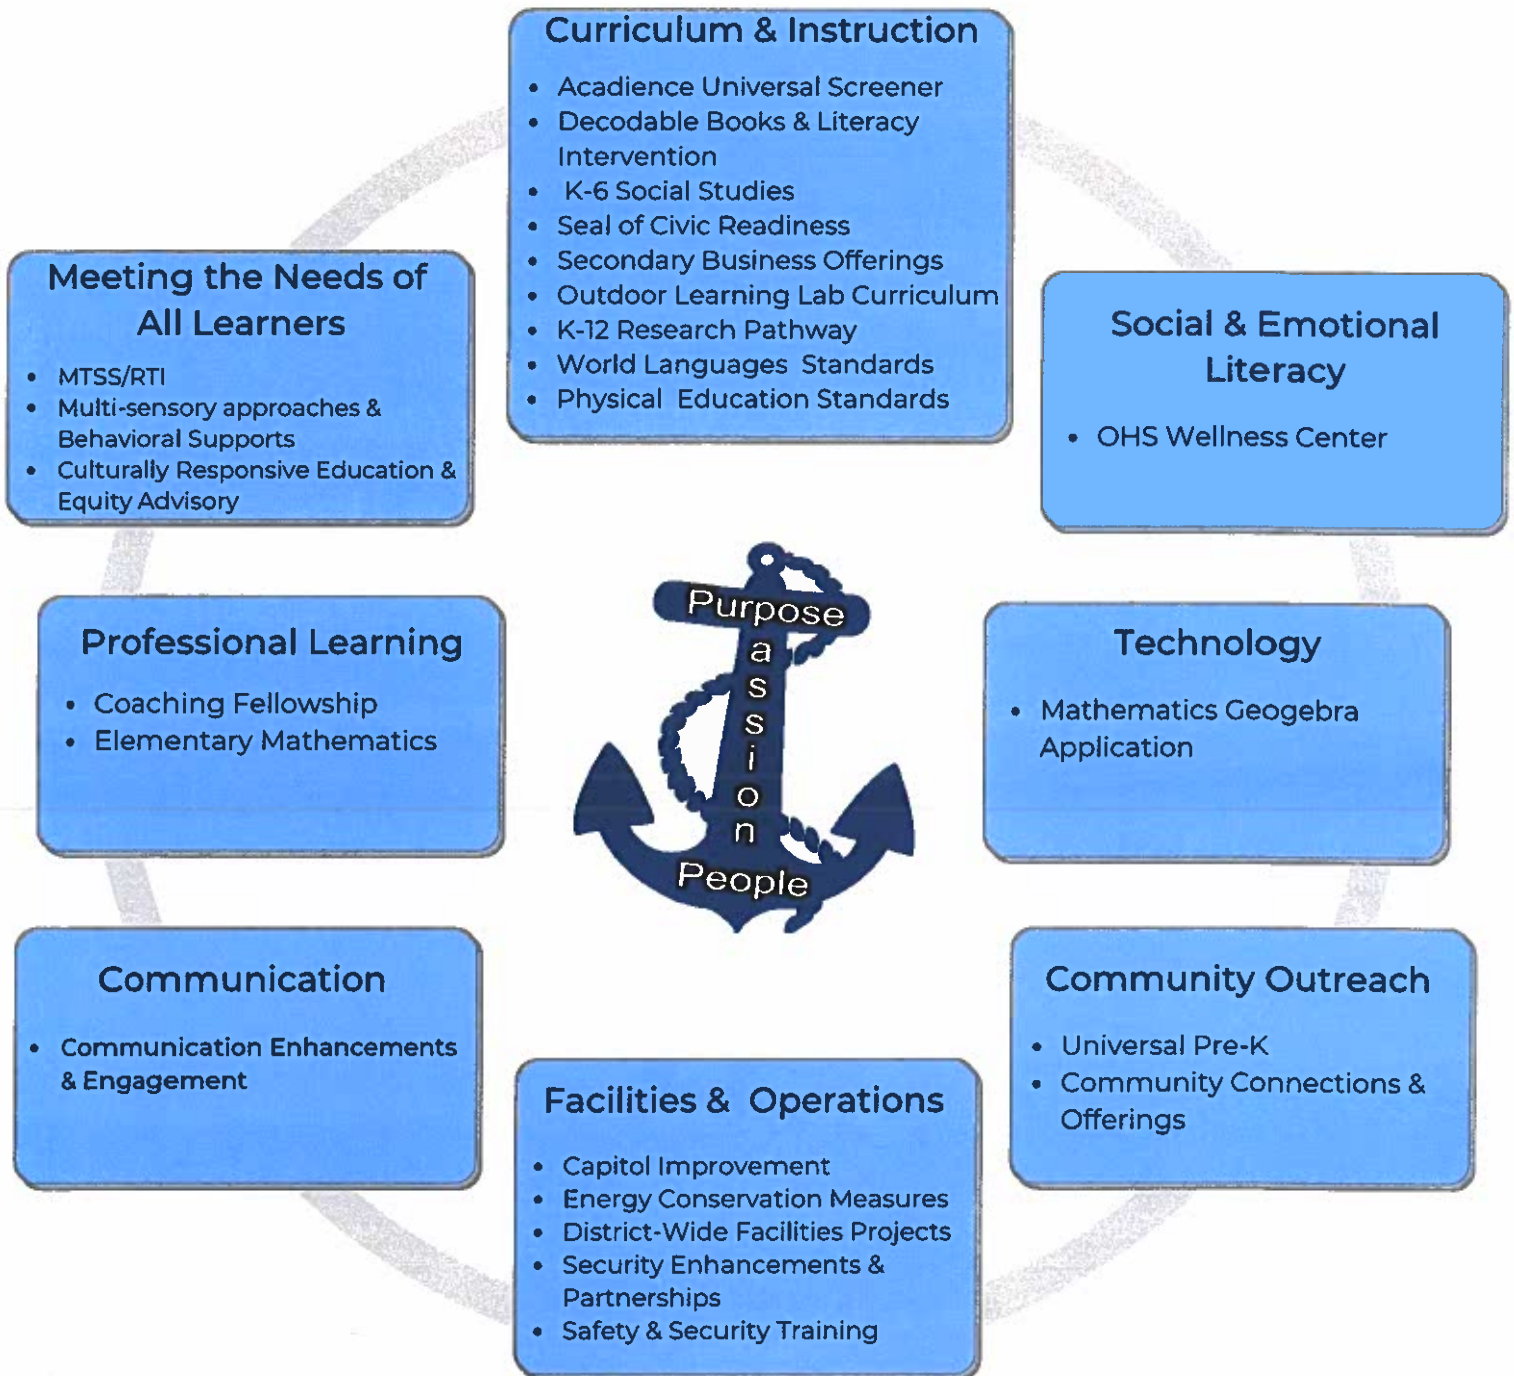 Curriculum & Instruction
• Acadience Universal Screener
• Decodable Books & Literacy
Intervention
• K-6 Social Studies
• Seal of Civic Readiness
• Secondary Business Offerings
• Outdoor Learning Lab Curriculum
• K-12 Research Pathway
• World Languages Standards
• Physical Education Standards
Meeting the Needs of
All Learners
• MTSS/RTI
• Multi-sensory approaches &
Behavioral Supports
• Culturally Responsive Education &
Equity Advisory
Social & Emotional
Literacy
• OHS Wellness Center
Professional Learning
• Coaching Fellowship
• Elementary Mathematics
Purpose
a
s
s
i
o
n
People
Technology
• Mathematics Geogebra
Application
Communication
• Communication Enhancements
& Engagement
Facilities & Operations
• Capitol Improvement
• Energy Conservation Measures
• District-Wide Facilities Projects
• Security Enhancements &
Partnerships
• Safety & Security Training
Community Outreach
• Universal Pre-K
• Community Connections &
Offerings